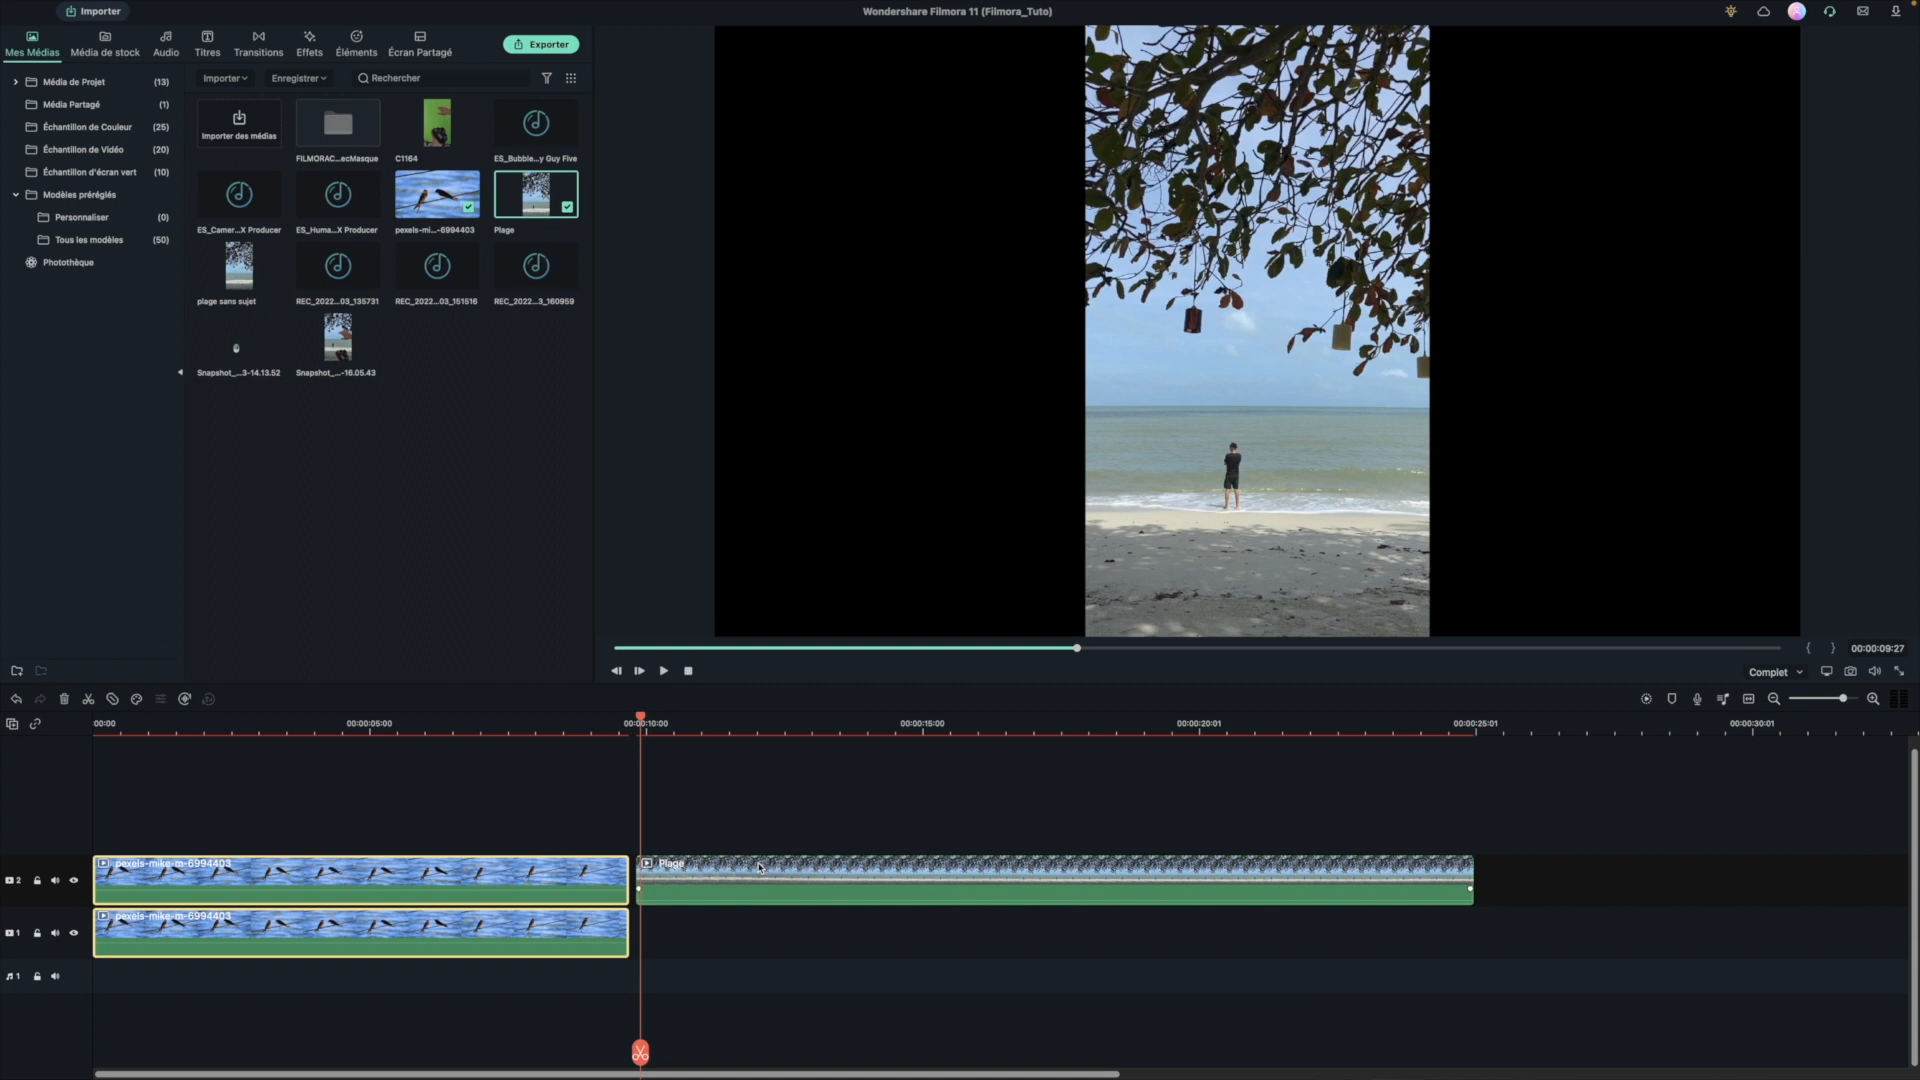 Importer
Wondershare Filmora 11 (Filmora_Tuto)
Mes Médias
Média de stock
Audio
Titres
Transitions
Effets
Éléments
Écran Partagé
Exporter
Média de Projet (13)
Média Partagé (1)
Échantillon de Couleur (25)
Échantillon de Vidéo (20)
Échantillon d'écran vert (10)
Modèles préréglés
Personnaliser (0)
Tous les modèles (50)
Photothèque
Importer
Enregistrer
Rechercher
Importer des médias
FILMORAC...ecMasque
C1164
ES_Bubble...y Guy Five
ES_Camer...X Producer
ES_Huma...X Producer
pexels-mi...-6994403
Plage
plage sans sujet
REC_2022...03_135731
REC_2022...03_151516
REC_2022...3_160959
Snapshot_...3-14.13.52
Snapshot_...-16.05.43
00:00:09:27
Complet
00:00
00:00:05:00
00:00:10:00
00:00:15:00
00:00:20:01
00:00:25:01
00:00:30:01
2
pexels-mike-m-6994403
Plage
1
pexels-mike-m-6994403
1